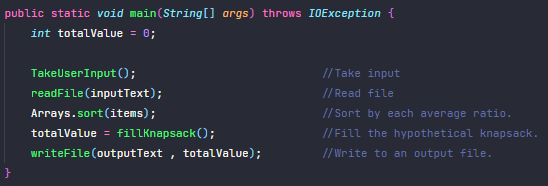 public static void main(String[] args) throws IOException {
int totalValue = 0;
TakeUserInput(); //Take input
readFile(inputText); //Read file
Arrays.sort(items); //Sort by each average ratio.
totalValue = fillKnapsack(); //Fill the hypothetical knapsack.
writeFile(outputText , totalValue); //Write to an output file.
}